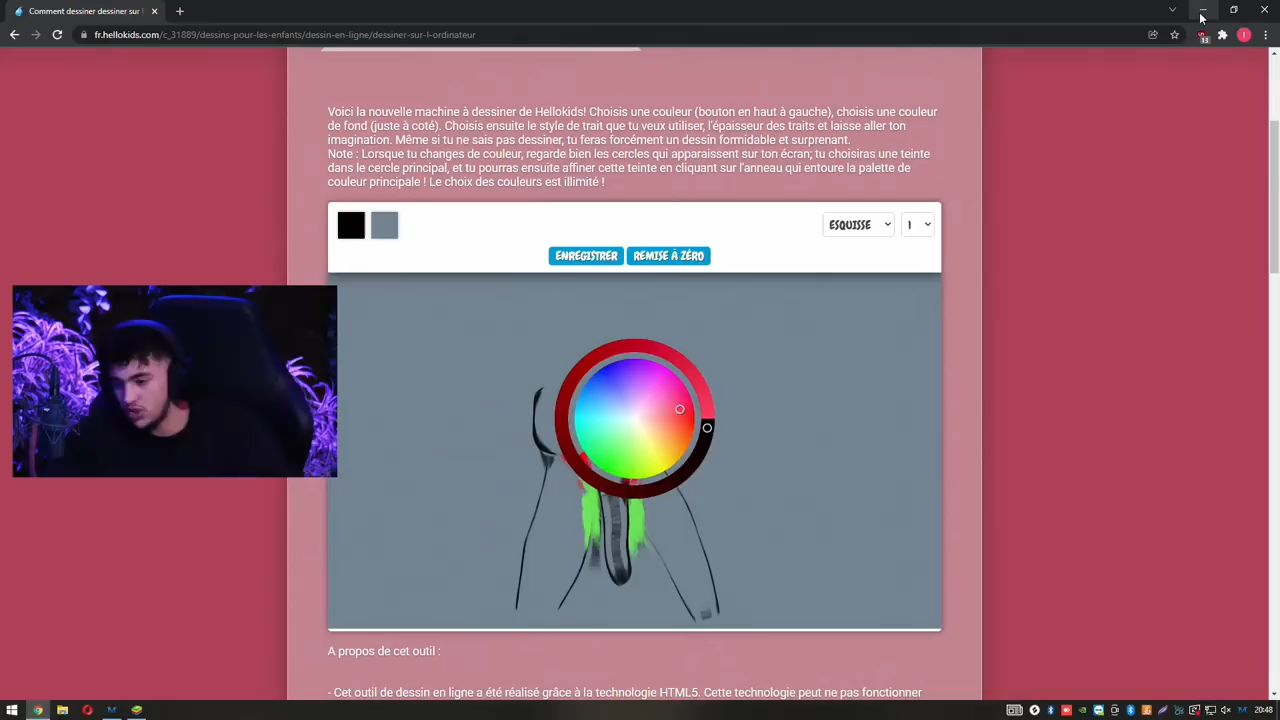 Comment dessiner dessiner sur l
fr.hellokids.com/c_31889/dessins-pour-les-enfants/dessin-en-ligne/dessiner-sur-l-ordinateur
13
I
Voici la nouvelle machine à dessiner de Hellokids! Choisis une couleur (bouton en haut à gauche), choisis une couleur
de fond (juste à coté). Choisis ensuite le style de trait que tu veux utiliser, l'épaisseur des traits et laisse aller ton
imagination. Même si tu ne sais pas dessiner, tu feras forcément un dessin formidable et surprenant.
Note : Lorsque tu changes de couleur, regarde bien les cercles qui apparaissent sur ton écran; tu choisiras une teinte
dans le cercle principal, et tu pourras ensuite affiner cette teinte en cliquant sur l'anneau qui entoure la palette de
couleur principale ! Le choix des couleurs est illimité !
ESQUISSE 1
ENREGISTRER REMISE À ZÉRO
A propos de cet outil :
- Cet outil de dessin en ligne a été réalisé grâce à la technologie HTML5. Cette technologie peut ne pas fonctionner
20:48